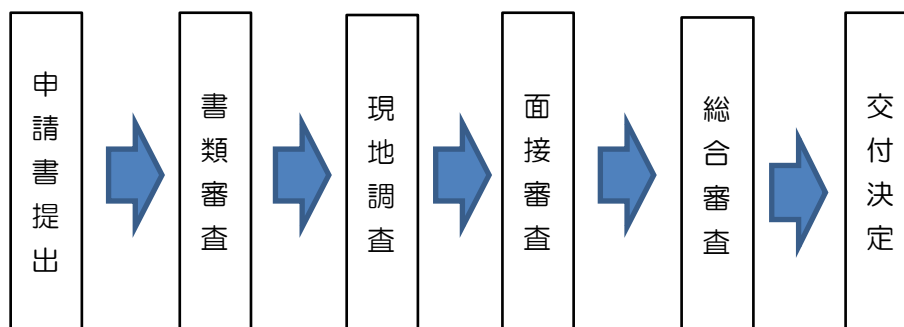 申請書提出
書類審査
現地調査
面接審査
総合審査
交付決定